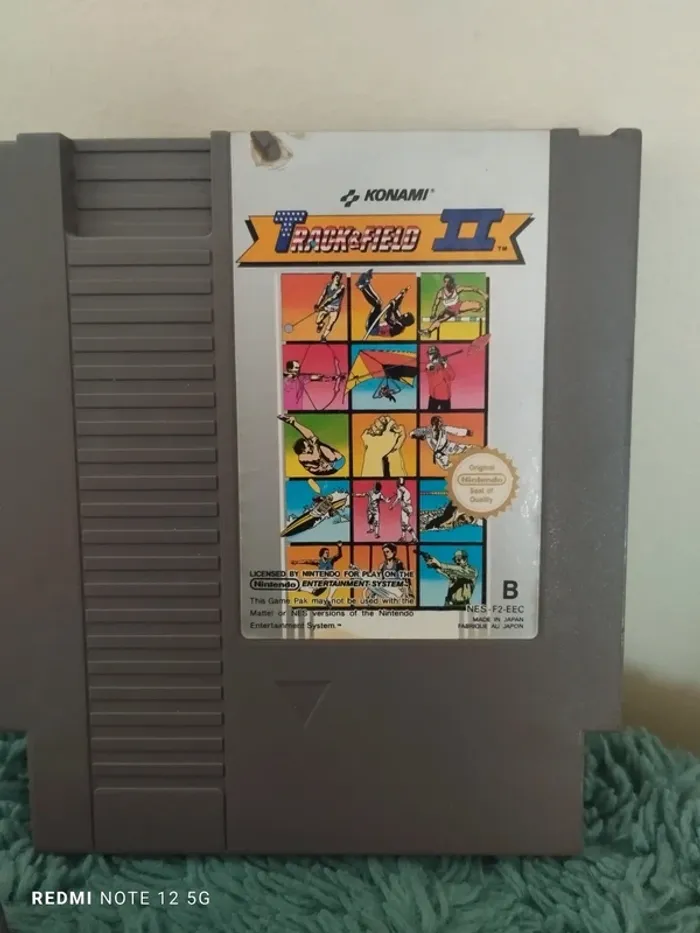 KONAMI®
TRACK & FIELD II™
Original
Nintendo
Seal of
Quality
LICENSED BY NINTENDO FOR PLAY ON THE
Nintendo ENTERTAINMENT SYSTEM™
This Game Pak may not be used with the
Mattel or NES versions of the Nintendo
Entertainment System.™
B
NES-F2-EEC
MADE IN JAPAN
FABRIQUE AU JAPON
REDMI NOTE 12 5G